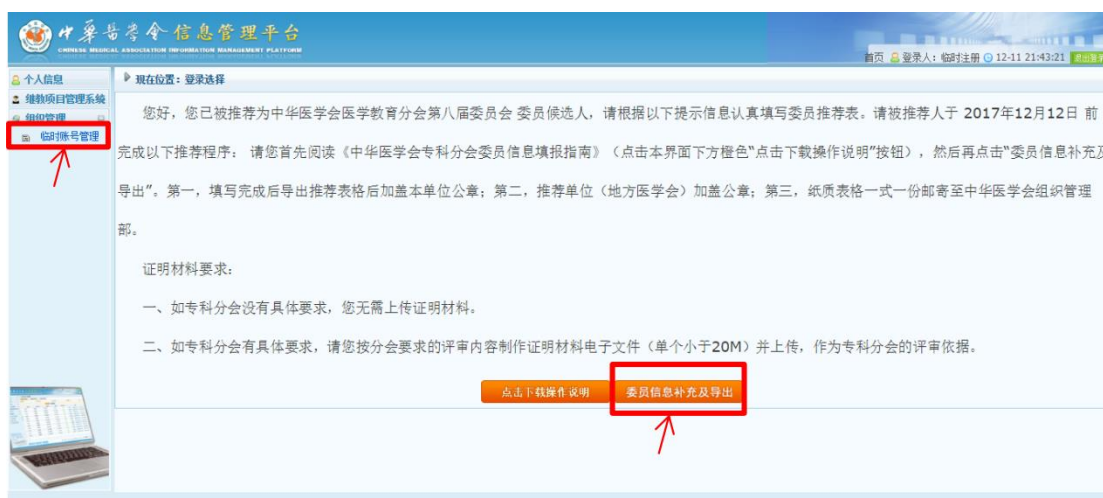 中华医学会信息管理平台
CHINESE MEDICAL ASSOCIATION INFORMATION MANAGEMENT PLATFORM
首页 登录人：临时注册 12-11 21:43:21 退出登录
个人信息
继教项目管理系统
组织管理
临时账号管理
现在位置：登录选择
您好，您已被推荐为中华医学会医学教育分会第八届委员会 委员候选人，请根据以下提示信息认真填写委员推荐表。请被推荐人于 2017年12月12日 前
完成以下推荐程序： 请您首先阅读《中华医学会专科分会委员信息填报指南》（点击本界面下方橙色“点击下载操作说明”按钮），然后再点击“委员信息补充及
导出”。第一，填写完成后导出推荐表格后加盖本单位公章；第二，推荐单位（地方医学会）加盖公章；第三，纸质表格一式一份邮寄至中华医学会组织管理
部。
证明材料要求：
一、如专科分会没有具体要求，您无需上传证明材料。
二、如专科分会有具体要求，请您按分会要求的评审内容制作证明材料电子文件（单个小于20M）并上传，作为专科分会的评审依据。
点击下载操作说明 委员信息补充及导出